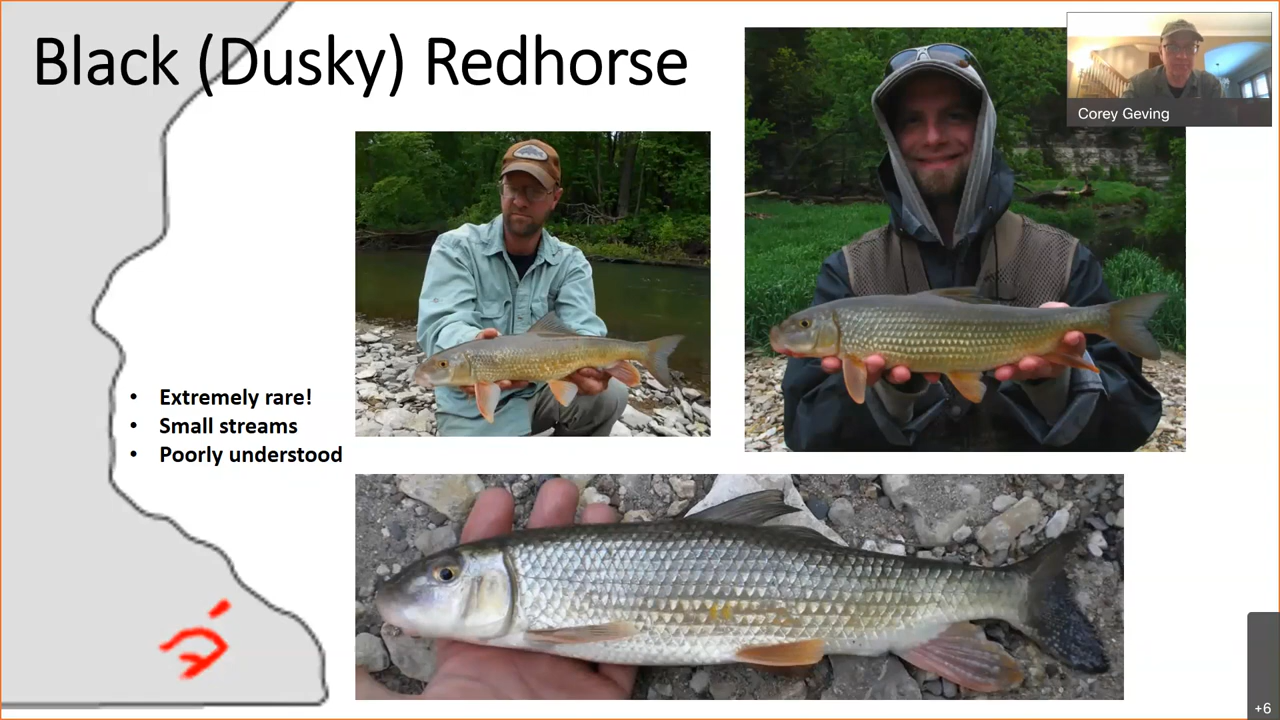 Black (Dusky) Redhorse
Corey Geving
• Extremely rare!
• Small streams
• Poorly understood
+6